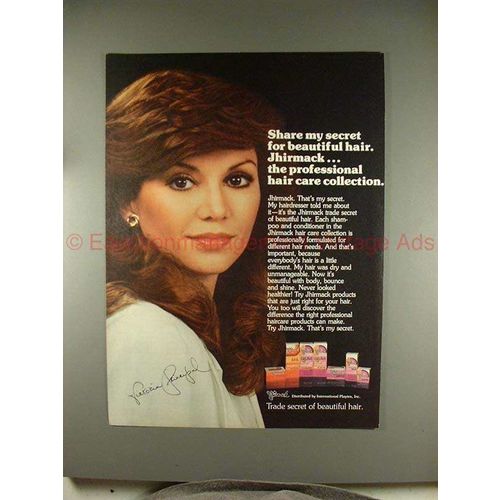 Share my secret
for beautiful hair.
Jhirmack...
the professional
hair care collection.
Jhirmack. That's my secret.
My hairdresser told me about
it—it's the Jhirmack trade secret
of beautiful hair. Each sham-
poo and conditioner in the
Jhirmack hair care collection is
professionally formulated for
different hair needs. And that's
important, because
everybody's hair is a little
different. My hair was dry and
unmanageable. Now it's
beautiful with body, bounce
and shine. Never looked
healthier! Try Jhirmack products
that are just right for your hair.
You too will discover the
difference the right professional
haircare products can make.
Try Jhirmack. That's my secret.
Victoria Principal
Distributed by International Playtex, Inc.
Trade secret of beautiful hair.